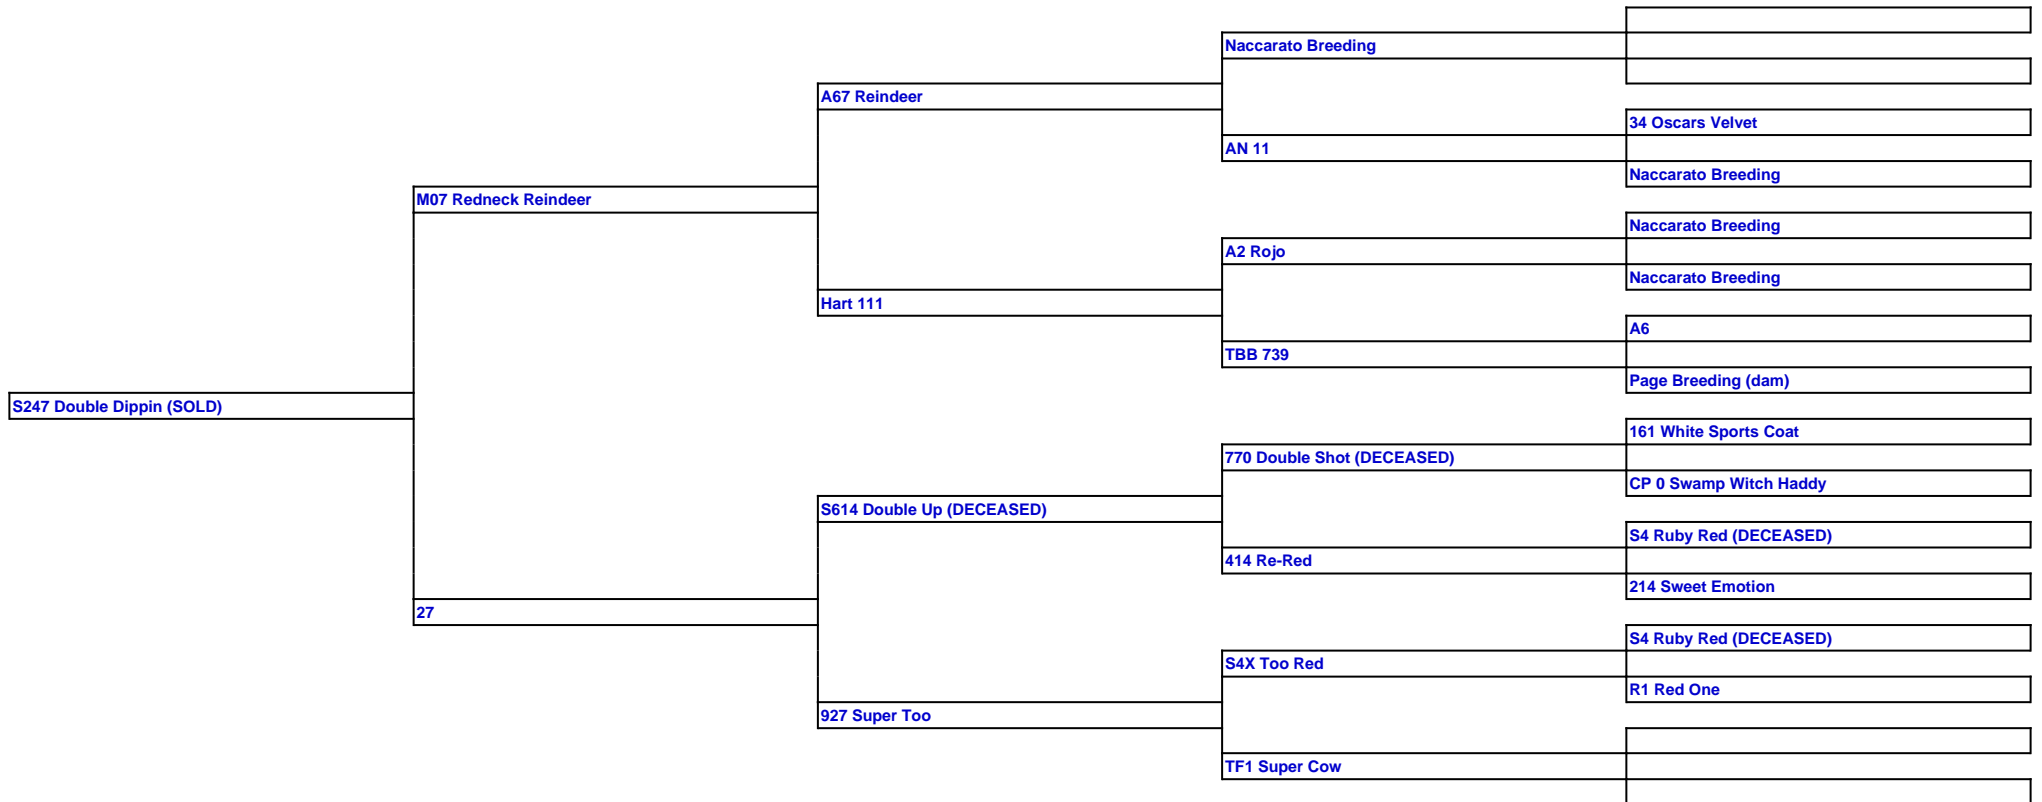 Naccarato Breeding
A67 Reindeer
34 Oscars Velvet
AN 11
Naccarato Breeding
M07 Redneck Reindeer
Naccarato Breeding
A2 Rojo
Naccarato Breeding
Hart 111
A6
TBB 739
Page Breeding (dam)
S247 Double Dippin (SOLD)
161 White Sports Coat
770 Double Shot (DECEASED)
CP 0 Swamp Witch Haddy
S614 Double Up (DECEASED)
S4 Ruby Red (DECEASED)
414 Re-Red
214 Sweet Emotion
27
S4 Ruby Red (DECEASED)
S4X Too Red
R1 Red One
927 Super Too
TF1 Super Cow